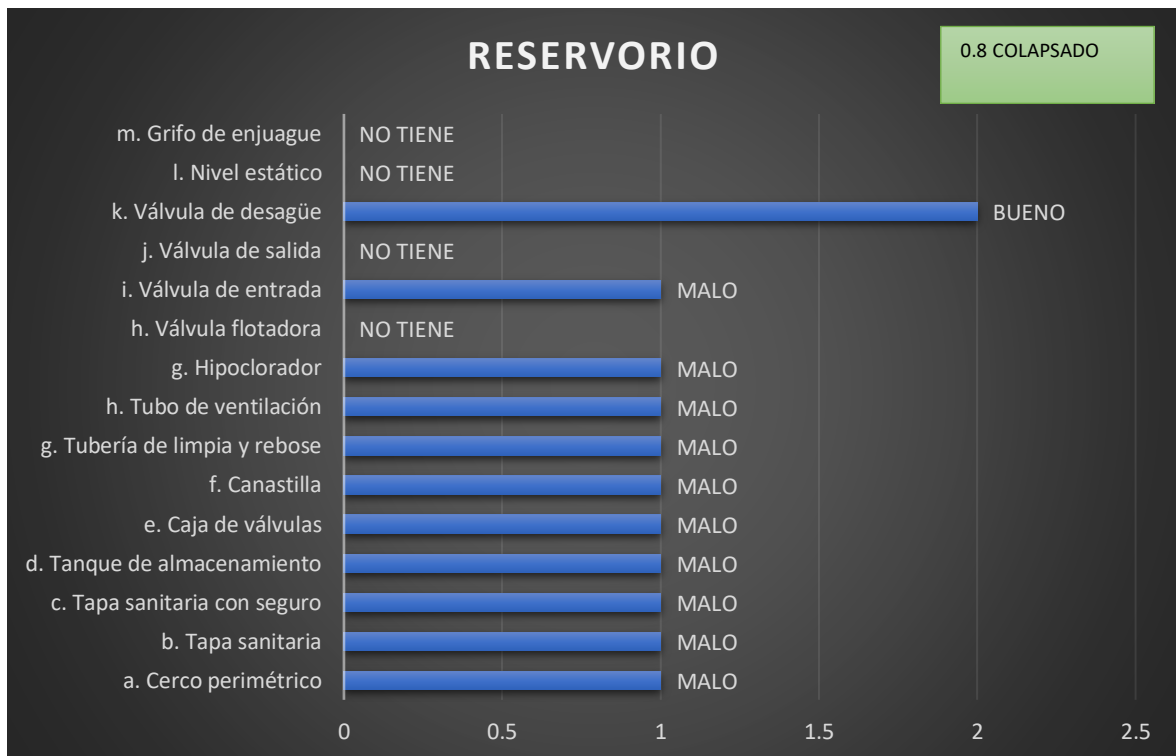 RESERVORIO
0.8 COLAPSADO
m. Grifo de enjuague NO TIENE
l. Nivel estático NO TIENE
k. Válvula de desagüe BUENO
j. Válvula de salida NO TIENE
i. Válvula de entrada MALO
h. Válvula flotadora NO TIENE
g. Hipoclorador MALO
h. Tubo de ventilación MALO
g. Tubería de limpia y rebose MALO
f. Canastilla MALO
e. Caja de válvulas MALO
d. Tanque de almacenamiento MALO
c. Tapa sanitaria con seguro MALO
b. Tapa sanitaria MALO
a. Cerco perimétrico MALO
0 0.5 1 1.5 2 2.5